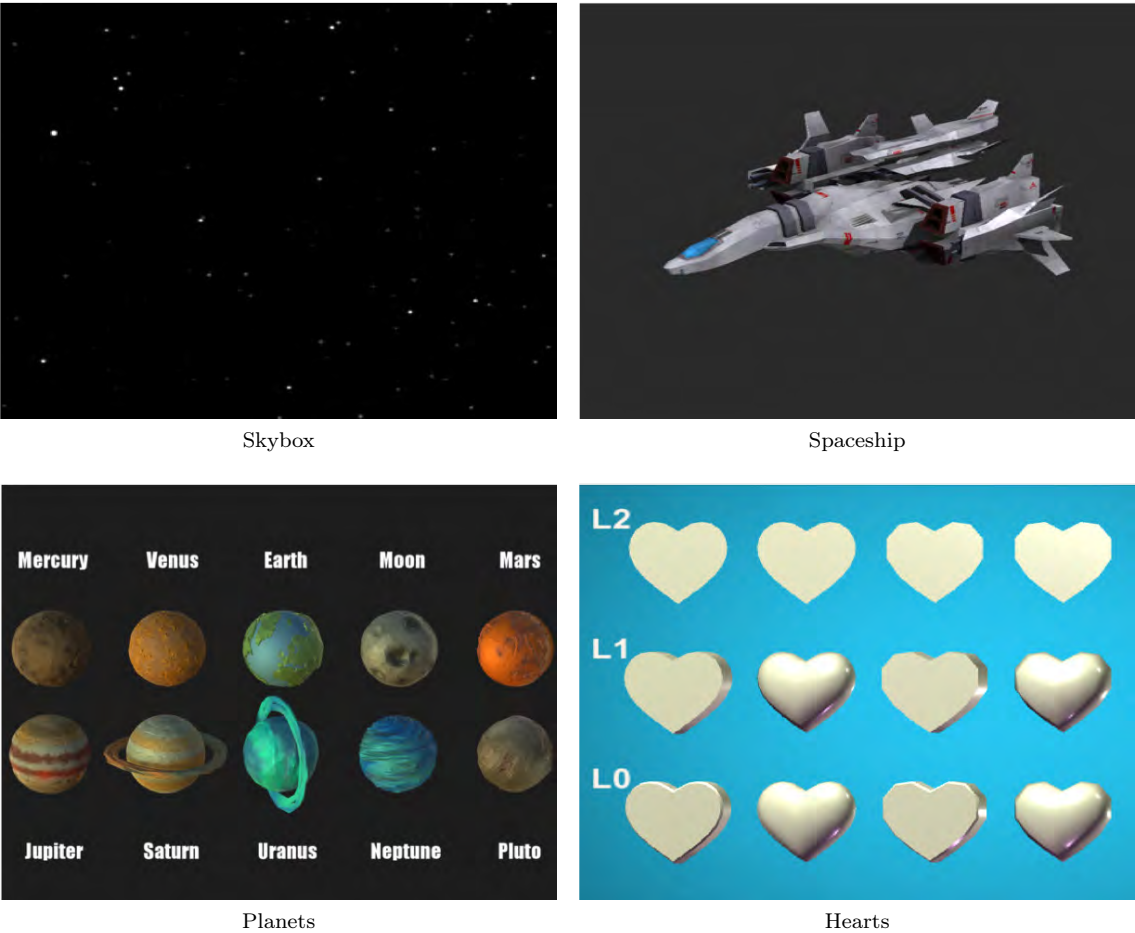 Skybox
Spaceship
Mercury Venus Earth Moon Mars
Jupiter Saturn Uranus Neptune Pluto
L2
L1
L0
Planets
Hearts